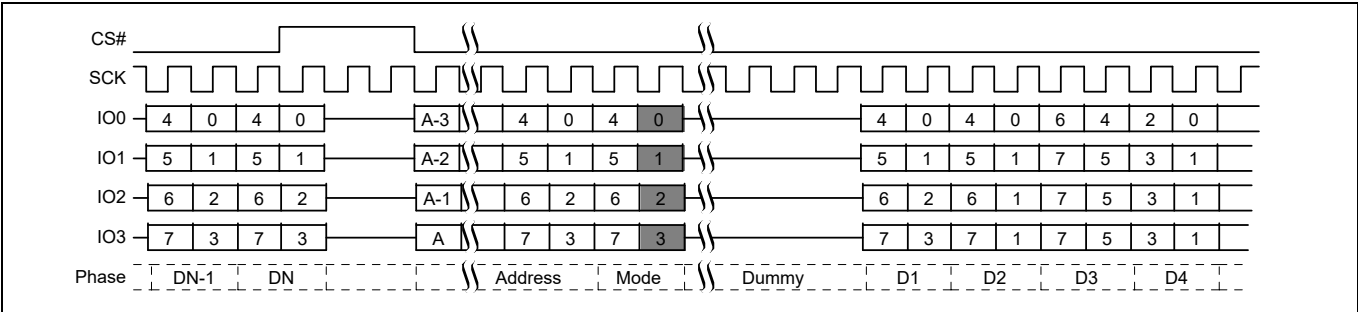 CS#
SCK
IO0 4 0 4 0 A-3 4 0 4 0 4 0 4 0 6 4 2 0
IO1 5 1 5 1 A-2 5 1 5 1 5 1 5 1 7 5 3 1
IO2 6 2 6 2 A-1 6 2 6 2 6 2 6 1 7 5 3 1
IO3 7 3 7 3 A 7 3 7 3 7 3 7 1 7 5 3 1
Phase DN-1 DN Address Mode Dummy D1 D2 D3 D4